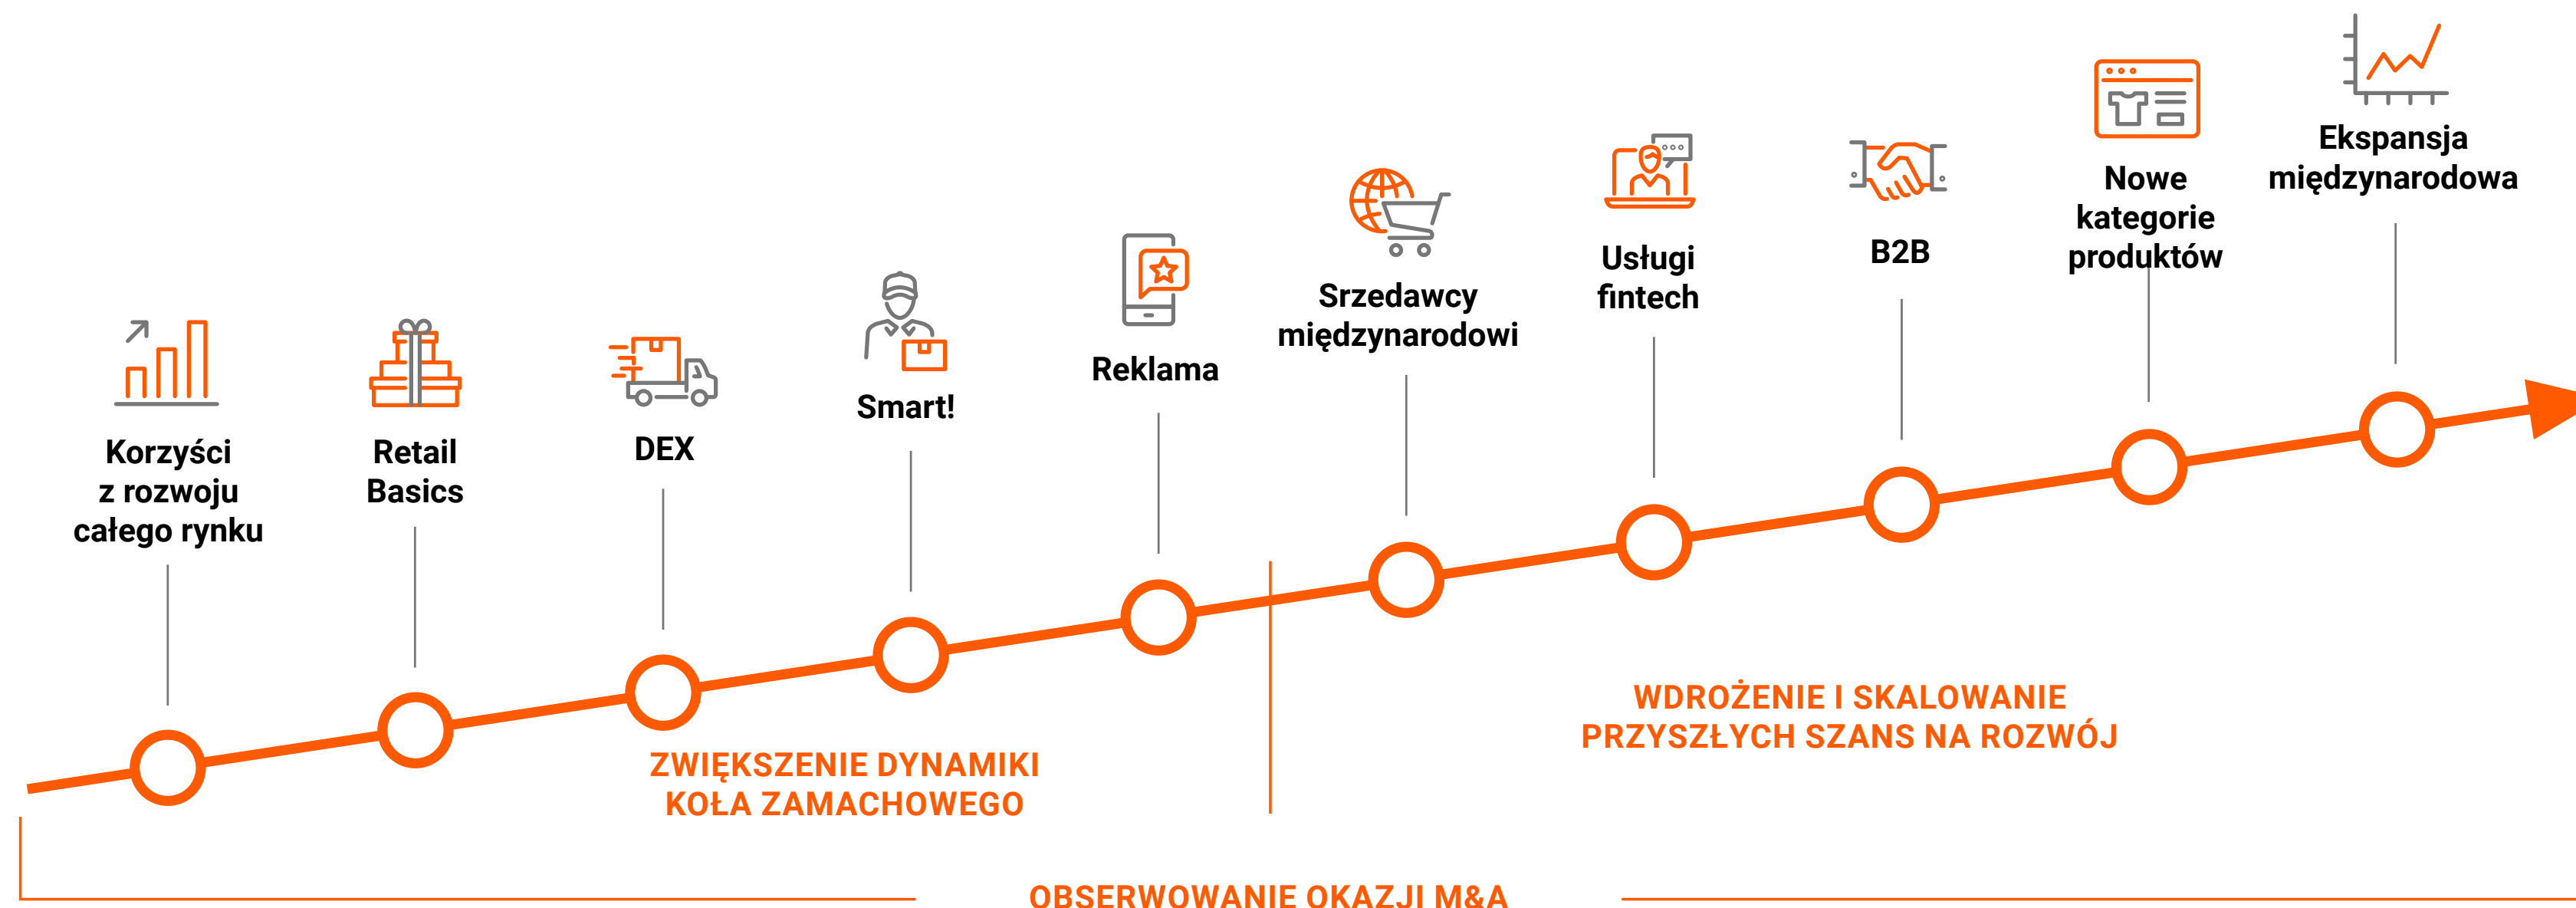 Korzyści
z rozwoju
całego rynku
Retail
Basics
DEX
Smart!
Reklama
Srzedawcy
międzynarodowi
Usługi
fintech
B2B
Nowe
kategorie
produktów
Ekspansja
międzynarodowa
ZWIĘKSZENIE DYNAMIKI
KOŁA ZAMACHOWEGO
WDROŻENIE I SKALOWANIE
PRZYSZŁYCH SZANS NA ROZWÓJ
OBSERWOWANIE OKAZJI M&A